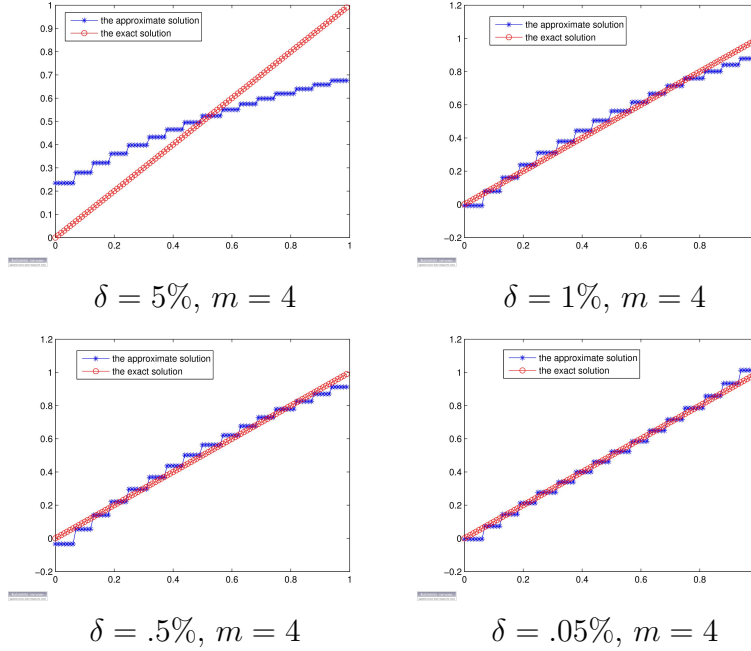 the approximate solution
the exact solution
1
0.9
0.8
0.7
0.6
0.5
0.4
0.3
0.2
0.1
0
0 0.2 0.4 0.6 0.8 1
δ = 5%, m = 4
the approximate solution
the exact solution
1.2
1
0.8
0.6
0.4
0.2
0
−0.2
0 0.2 0.4 0.6 0.8
δ = 1%, m = 4
the approximate solution
the exact solution
1.2
1
0.8
0.6
0.4
0.2
0
−0.2
0 0.2 0.4 0.6 0.8 1
δ = .5%, m = 4
the approximate solution
the exact solution
1.2
1
0.8
0.6
0.4
0.2
0
−0.2
0 0.2 0.4 0.6 0.8
δ = .05%, m = 4